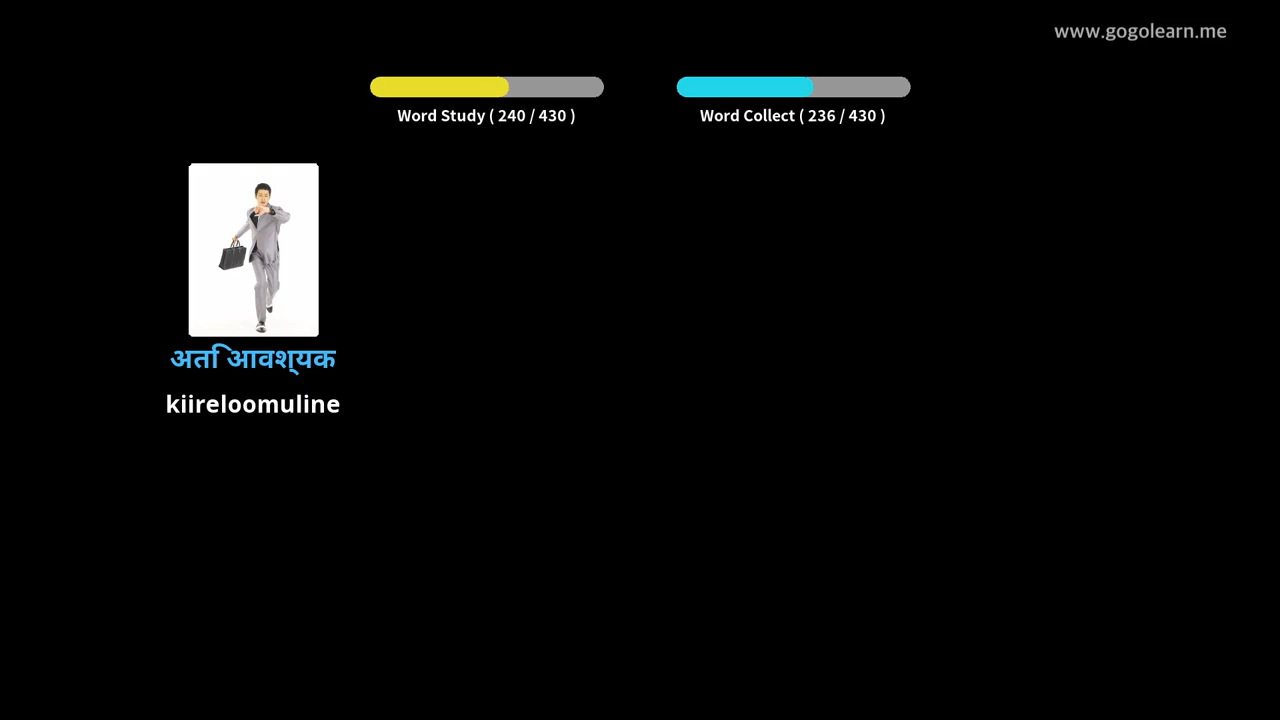 www.gogolearn.me
Word Study ( 240 / 430 )
Word Collect ( 236 / 430 )
अति आवश्यक
kiireloomuline